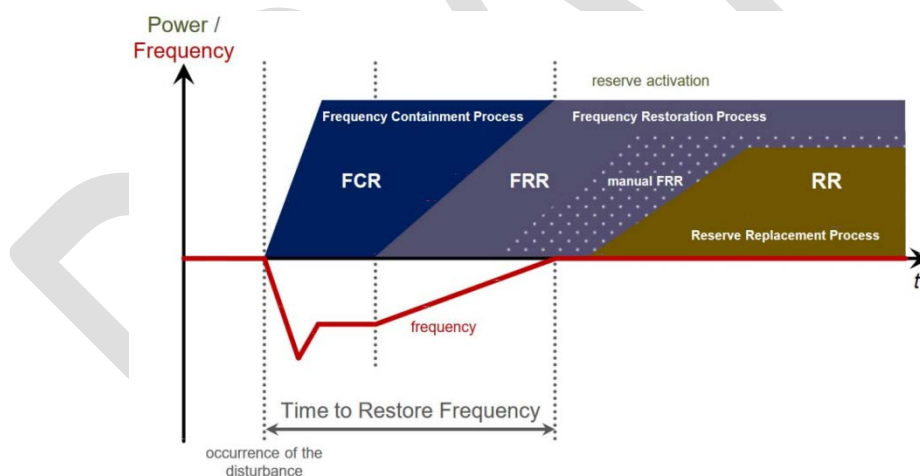 Power /
Frequency
reserve activation
Frequency Containment Process
Frequency Restoration Process
FCR
FRR
manual FRR
RR
Reserve Replacement Process
t
frequency
Time to Restore Frequency
occurrence of the
disturbance